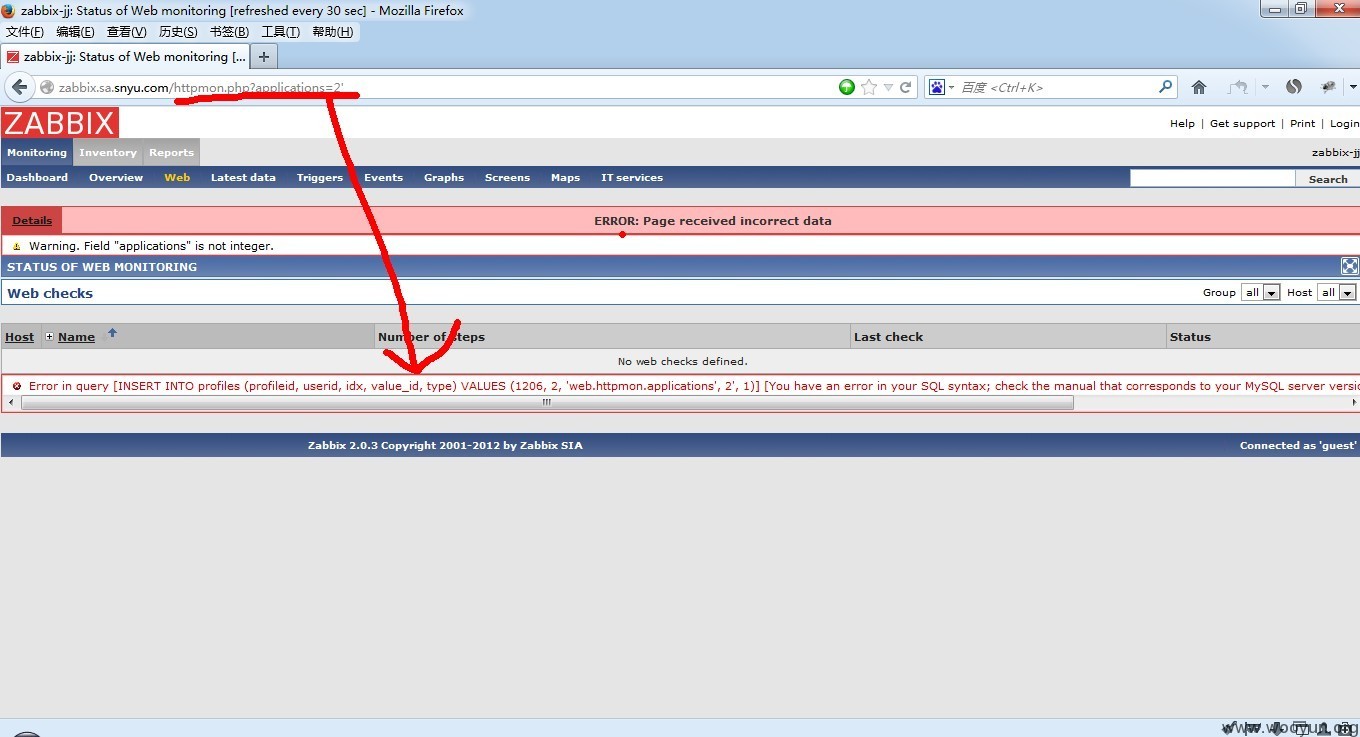 zabbix-jj: Status of Web monitoring [refreshed every 30 sec] - Mozilla Firefox
文件(F) 编辑(E) 查看(V) 历史(S) 书签(B) 工具(T) 帮助(H)
zabbix-jj: Status of Web monitoring [...
zabbix.sa.snyu.com/httpmon.php?applications=2'
百度 <Ctrl+K>
ZABBIX
Help | Get support | Print | Login
Monitoring Inventory Reports
zabbix-jj
Dashboard Overview Web Latest data Triggers Events Graphs Screens Maps IT services
Search
Details
ERROR: Page received incorrect data
Warning. Field "applications" is not integer.
STATUS OF WEB MONITORING
Web checks
Group all Host all
Host Name Number of steps Last check Status
No web checks defined.
Error in query [INSERT INTO profiles (profileid, userid, idx, value_id, type) VALUES (1206, 2, 'web.httpmon.applications', 2', 1)] [You have an error in your SQL syntax; check the manual that corresponds to your MySQL server versio
Zabbix 2.0.3 Copyright 2001-2012 by Zabbix SIA
Connected as 'guest'
www.wooyun.org